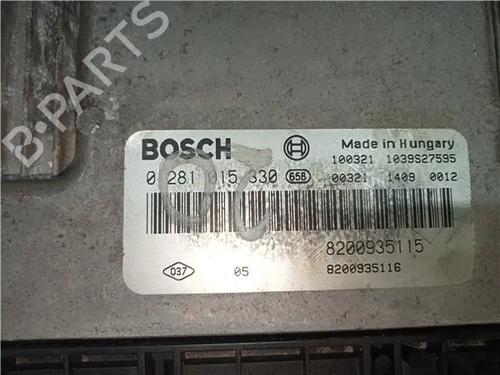 B-PARTS
BOSCH
Made in Hungary
100321 1039S27595
0 281 015 330 658 00321 1409 0012
20
8200935115
037 05 8200935116